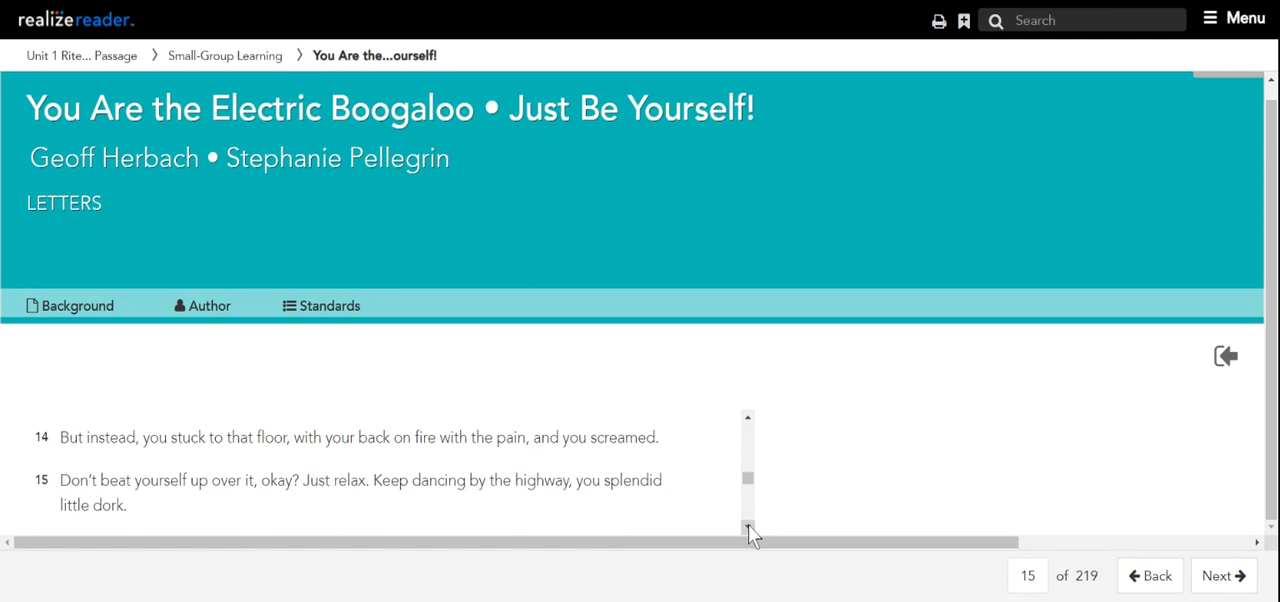 realizereader.
Search
Menu
Unit 1 Rite... Passage
Small-Group Learning
You Are the...ourself!
You Are the Electric Boogaloo • Just Be Yourself!
Geoff Herbach • Stephanie Pellegrin
LETTERS
Background
Author
Standards
14 But instead, you stuck to that floor, with your back on fire with the pain, and you screamed.
15 Don't beat yourself up over it, okay? Just relax. Keep dancing by the highway, you splendid
little dork.
15 of 219
Back
Next